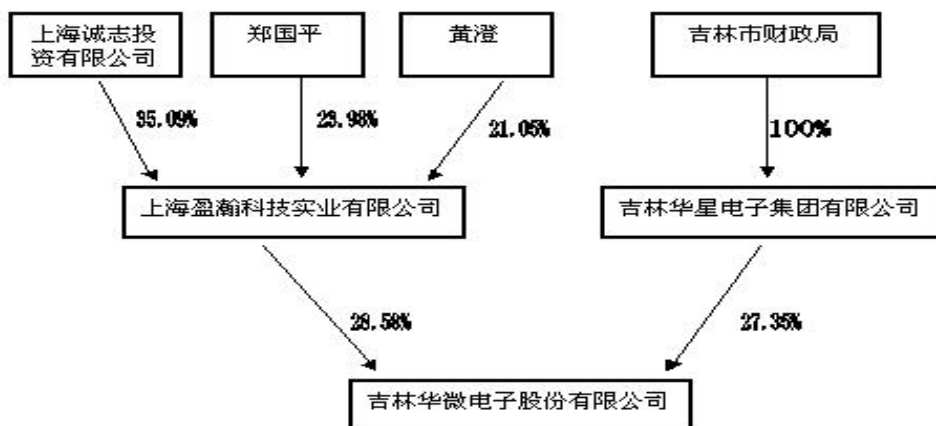 上海诚志投
资有限公司
郑国平
黄澄
吉林市财政局
35.09%
23.98%
21.05%
100%
上海盈瀚科技实业有限公司
吉林华星电子集团有限公司
28.58%
27.35%
吉林华微电子股份有限公司